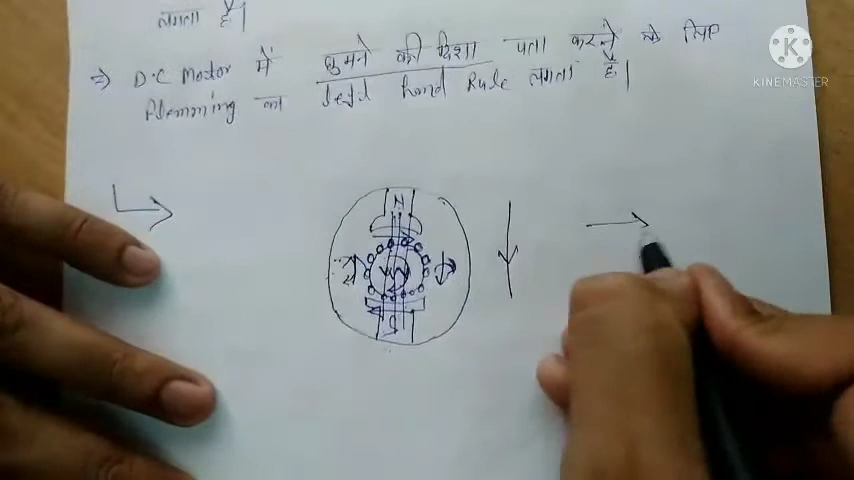 लगता है|
⇒ D.C Motor में घुमने की दिशा पता करने के लिए
Flemming का Left hand Rule लगता है|
N
S
K
KINEMASTER